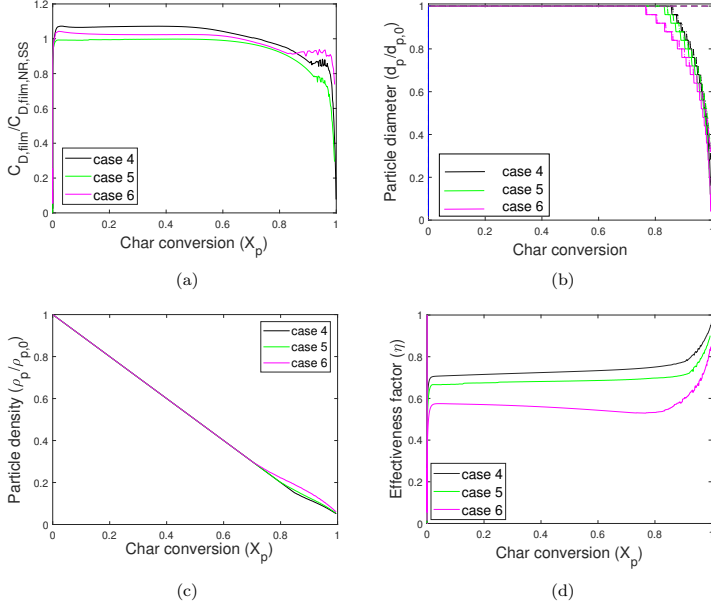 1.2
1
0.8
0.6
0.4
0.2
0
C_D,film/C_D,film,NR,SS
case 4
case 5
case 6
0 0.2 0.4 0.6 0.8 1
Char conversion (X_p)
(a)
1
0.8
0.6
0.4
0.2
0
Particle diameter (d_p/d_p,0)
case 4
case 5
case 6
0 0.2 0.4 0.6 0.8 1
Char conversion
(b)
1
0.8
0.6
0.4
0.2
0
Particle density (ρ_p/ρ_p,0)
case 4
case 5
case 6
0 0.2 0.4 0.6 0.8 1
Char conversion (X_p)
(c)
1
0.8
0.6
0.4
0.2
0
Effectiveness factor (η)
case 4
case 5
case 6
0 0.2 0.4 0.6 0.8 1
Char conversion (X_p)
(d)